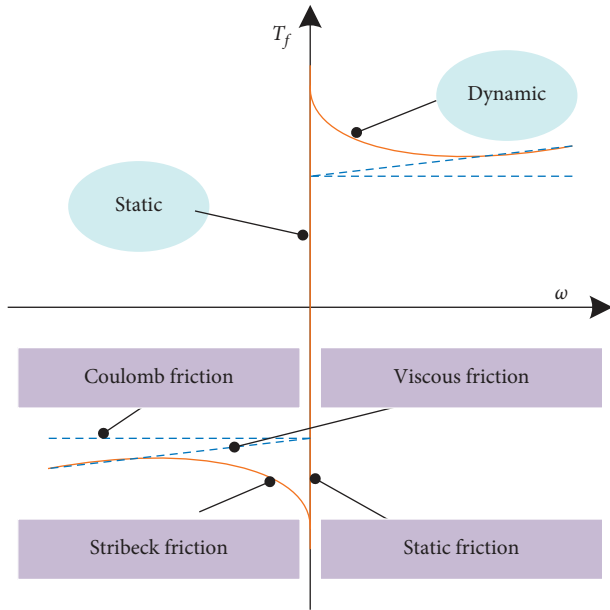 T_f
Dynamic
Static
ω
Coulomb friction
Viscous friction
Stribeck friction
Static friction